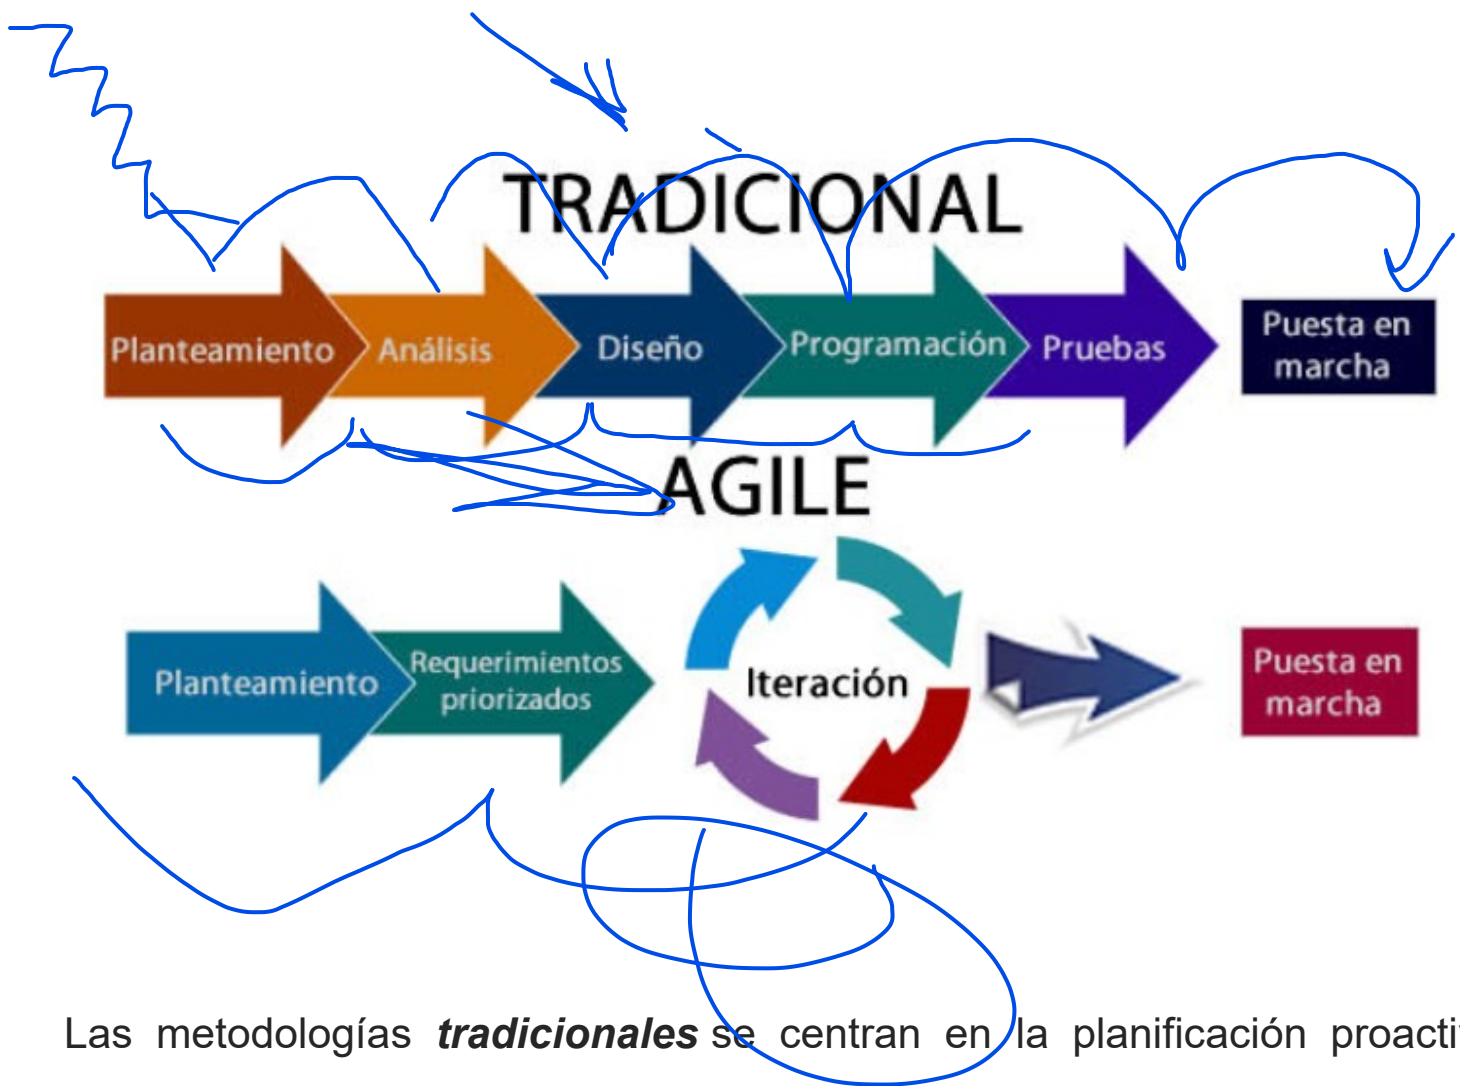 TRADICIONAL
Planteamiento
Análisis
Diseño
Programación
Pruebas
Puesta en
marcha
AGILE
Planteamiento
Requerimientos
priorizados
Iteración
Puesta en
marcha
Las metodologías tradicionales se centran en la planificación